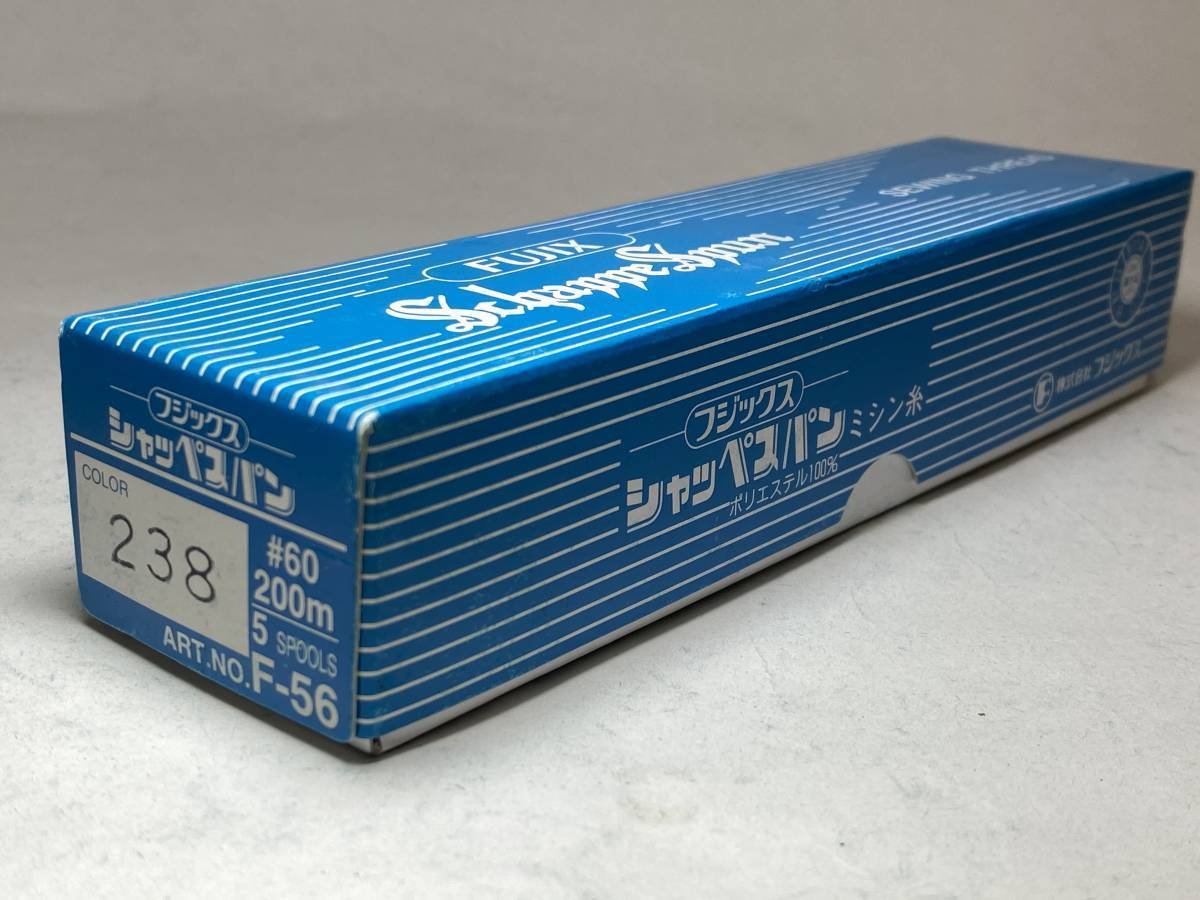 FUJIX
Schappe Spun
SEWING THREAD
フジックス
シャッペスパン
COLOR
238
#60
200m
5 SPOOLS
ART.NO.F-56
フジックス
シャッペスパン ミシン糸
ポリエステル100%
株式会社 フジックス